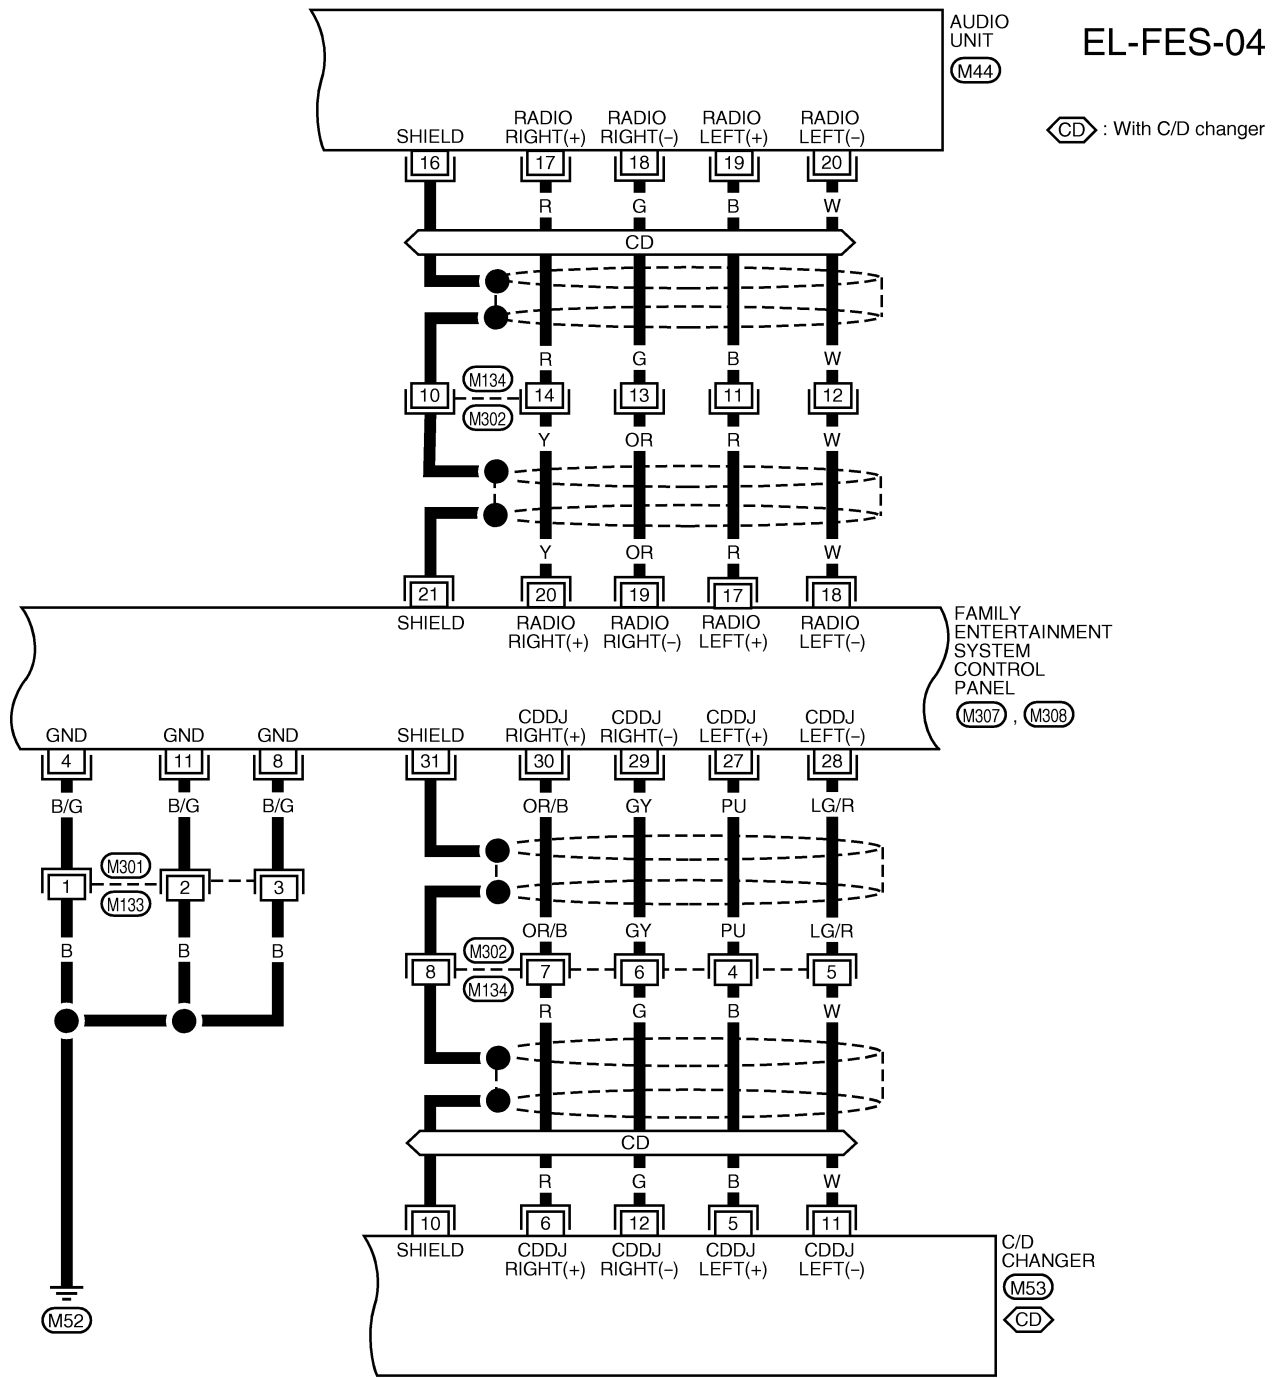 AUDIO
UNIT
M44
EL-FES-04
CD : With C/D changer
SHIELD
RADIO
RIGHT(+)
RADIO
RIGHT(–)
RADIO
LEFT(+)
RADIO
LEFT(–)
16 17 18 19 20
R G B W
CD
R G B W
M134
10 14 13 11 12
M302
Y OR R W
Y OR R W
21 20 19 17 18
SHIELD
RADIO
RIGHT(+)
RADIO
RIGHT(–)
RADIO
LEFT(+)
RADIO
LEFT(–)
FAMILY
ENTERTAINMENT
SYSTEM
CONTROL
PANEL
M307 , M308
GND GND GND SHIELD
CDDJ
RIGHT(+)
CDDJ
RIGHT(–)
CDDJ
LEFT(+)
CDDJ
LEFT(–)
4 11 8 31 30 29 27 28
B/G B/G B/G OR/B GY PU LG/R
M301
1 2 3
M133
B B B
OR/B GY PU LG/R
M302
8 7 6 4 5
M134
R G B W
CD
R G B W
10 6 12 5 11
SHIELD
CDDJ
RIGHT(+)
CDDJ
RIGHT(–)
CDDJ
LEFT(+)
CDDJ
LEFT(–)
C/D
CHANGER
M53
CD
M52